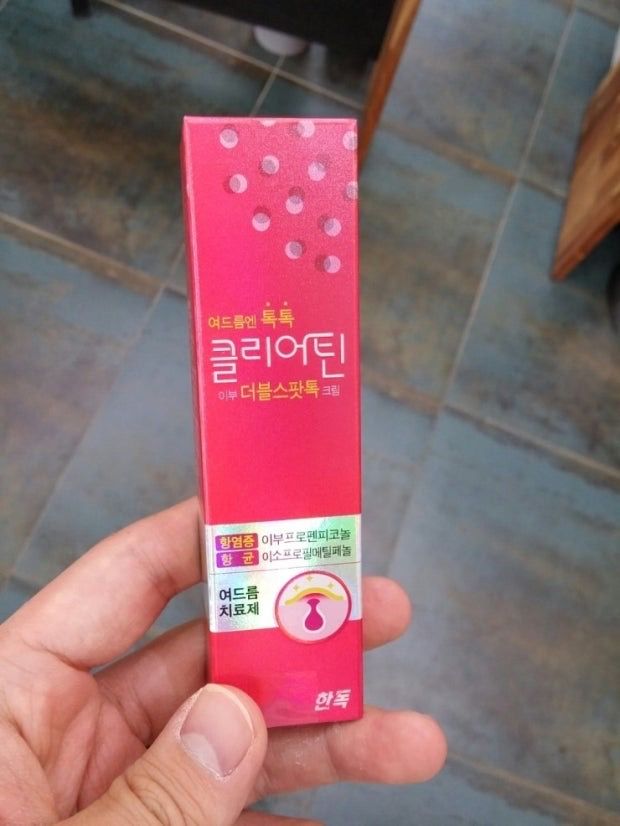 여드름엔 톡톡
클리어틴
이부 더블스팟톡 크림
항염증 이부프로펜피코놀
항 균 이소프로필메틸페놀
여드름
치료제
한독